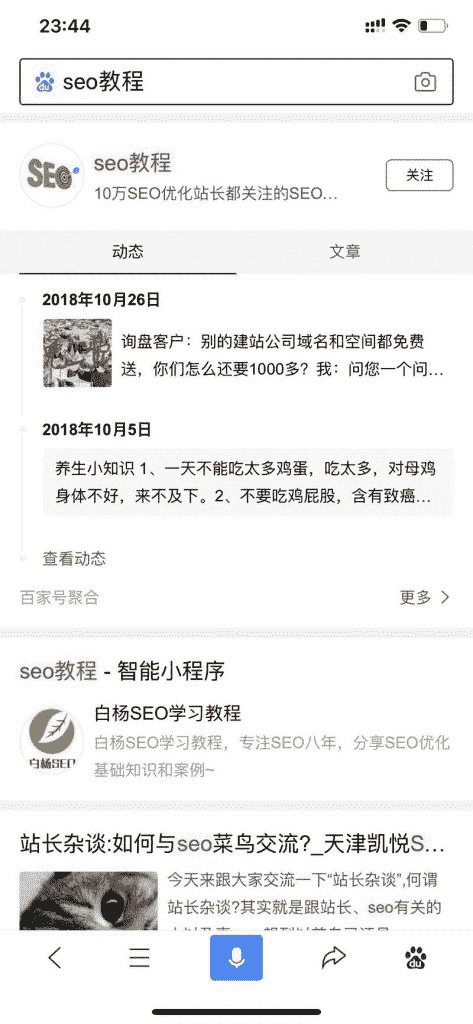 23:44
seo教程
SEO
seo教程
10万SEO优化站长都关注的SEO...
关注
动态
文章
2018年10月26日
询盘客户：别的建站公司域名和空间都免费
送，你们怎么还要1000多？我：问您一个问...
2018年10月5日
养生小知识 1、一天不能吃太多鸡蛋，吃太多，对母鸡
身体不好，来不及下。2、不要吃鸡屁股，含有致癌...
查看动态
百家号聚合
更多
seo教程 - 智能小程序
白杨SEO学习教程
白杨SEO学习教程，专注SEO八年，分享SEO优化
基础知识和案例~
白杨SEO
站长杂谈:如何与seo菜鸟交流?_天津凯悦S...
今天来跟大家交流一下“站长杂谈”,何谓
站长杂谈?其实就是跟站长、seo有关的
du